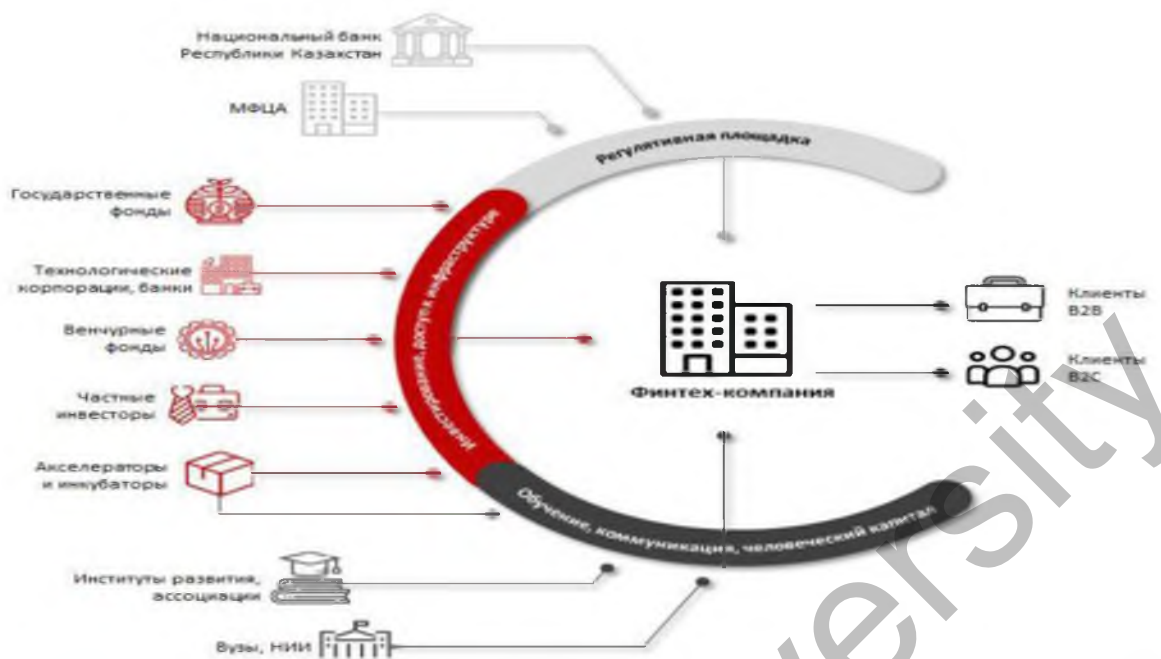 Национальный банк
Республики Казахстан
МФЦА
Регулятивная площадка
Государственные
фонды
Технологические
корпорации, банки
Венчурные
фонды
Частные
инвесторы
Акселераторы
и инкубаторы
Инвестирование, доступ к инфраструктуре
Финтех-компания
Клиенты
B2B
Клиенты
B2C
Обучение, коммуникация, человеческий капитал
Институты развития,
ассоциации
Вузы, НИИ
versity